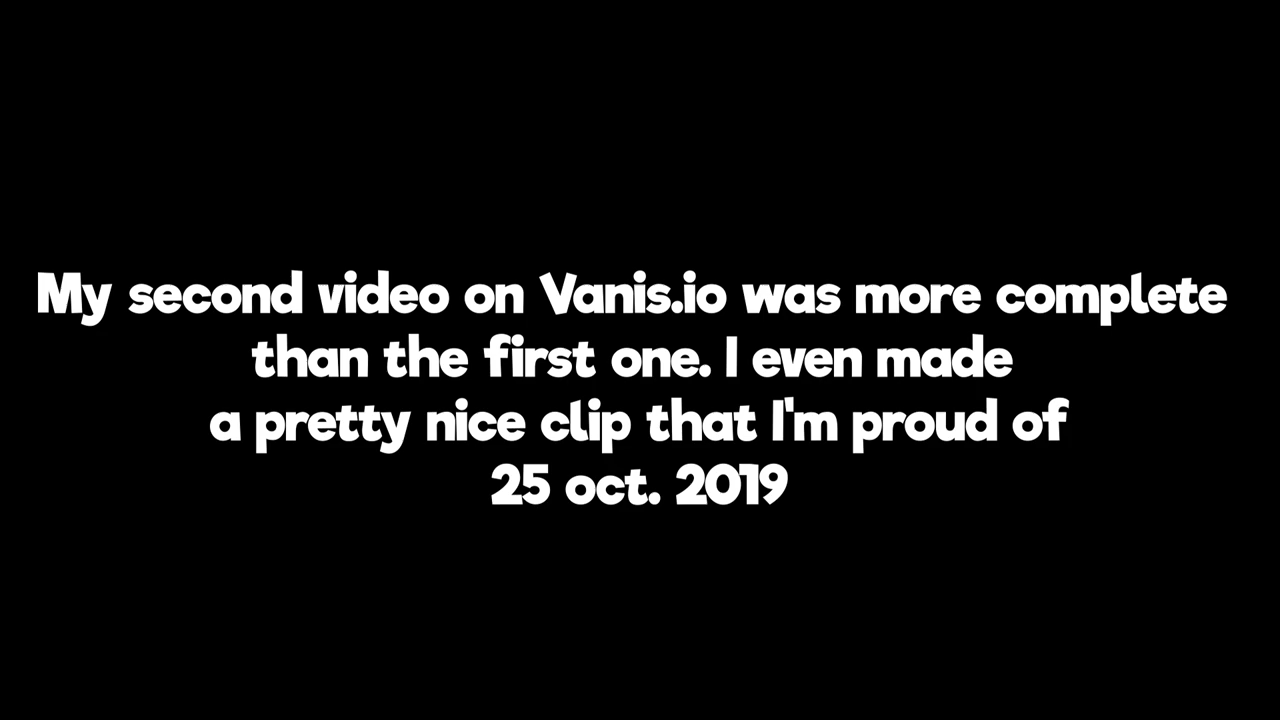 My second video on Vanis.io was more complete
than the first one. I even made
a pretty nice clip that I'm proud of
25 oct. 2019